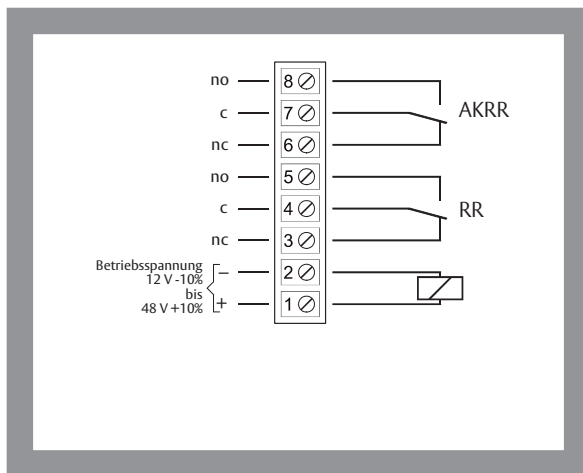 no 8
c 7 AKRR
nc 6
no 5
c 4 RR
nc 3
Betriebsspannung
12 V -10%
bis
48 V +10%
– 2
+ 1